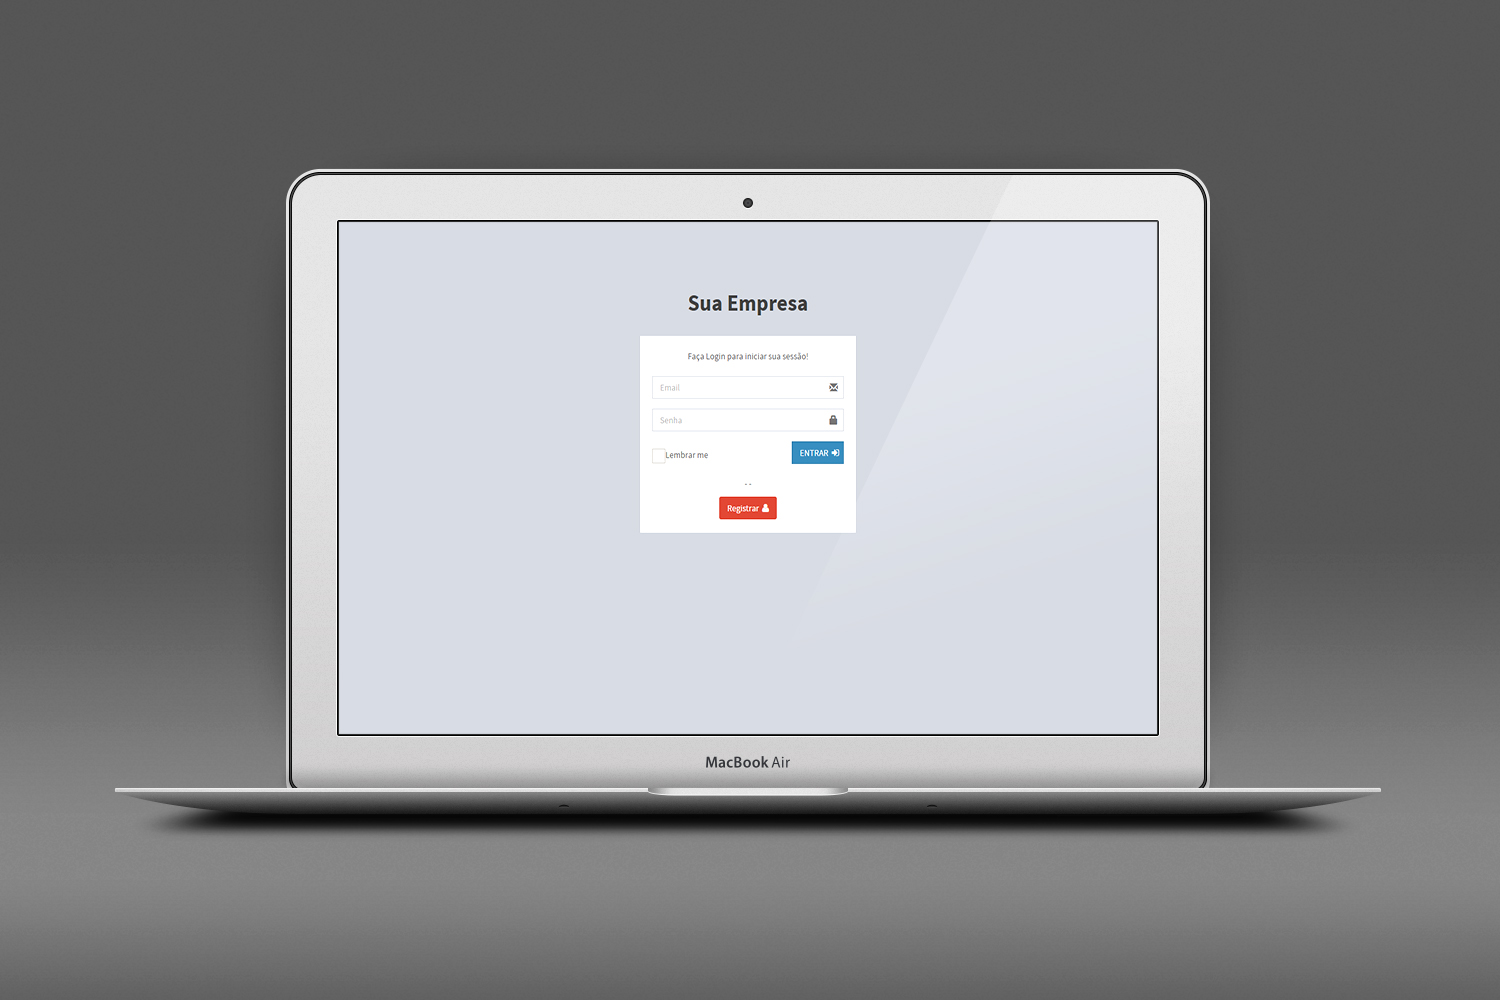 Sua Empresa
Faça Login para iniciar sua sessão!
Email
Senha
Lembrar me
ENTRAR
- -
Registrar
MacBook Air